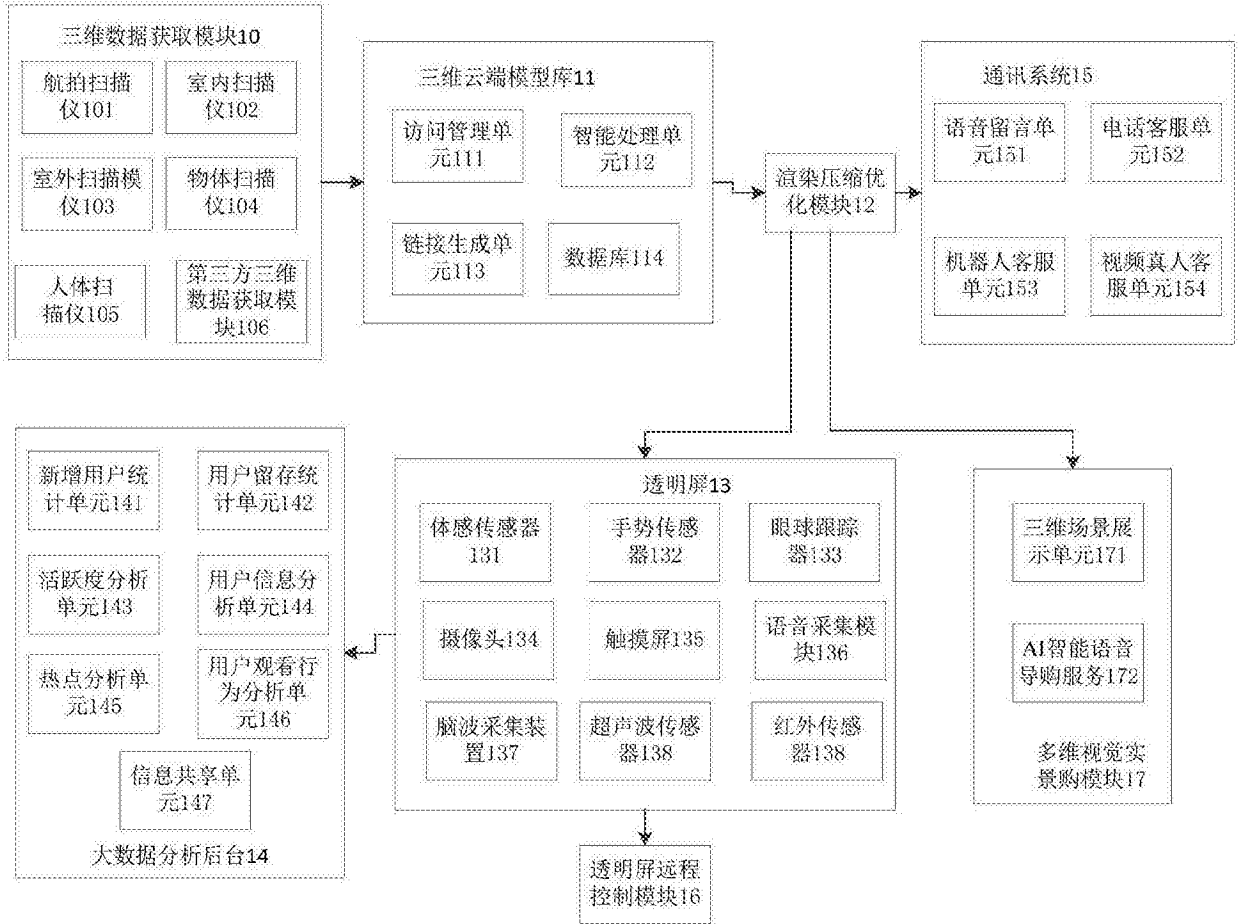 三维数据获取模块10
航拍扫描
仪101
室内扫描
仪102
室外扫描模
仪103
物体扫描
仪104
人体扫
描仪105
第三方三维
数据获取模
块106
三维云端模型库11
访问管理单
元111
智能处理单
元112
链接生成单
元113
数据库114
渲染压缩优
化模块12
通讯系统15
语音留言单
元151
电话客服单
元152
机器人客服
单元153
视频真人客
服单元154
新增用户统
计单元141
用户留存统
计单元142
活跃度分析
单元143
用户信息分
析单元144
热点分析单
元145
用户观看行
为分析单
元146
信息共享单
元147
大数据分析后台14
透明屏13
体感传感器
131
手势传感
器132
眼球跟踪
器133
摄像头134
触摸屏135
语音采集模
块136
脑波采集装
置137
超声波传感
器138
红外传感
器138
透明屏远程
控制模块16
三维场景展
示单元171
AI智能语音
导购服务172
多维视觉实
景购模块17